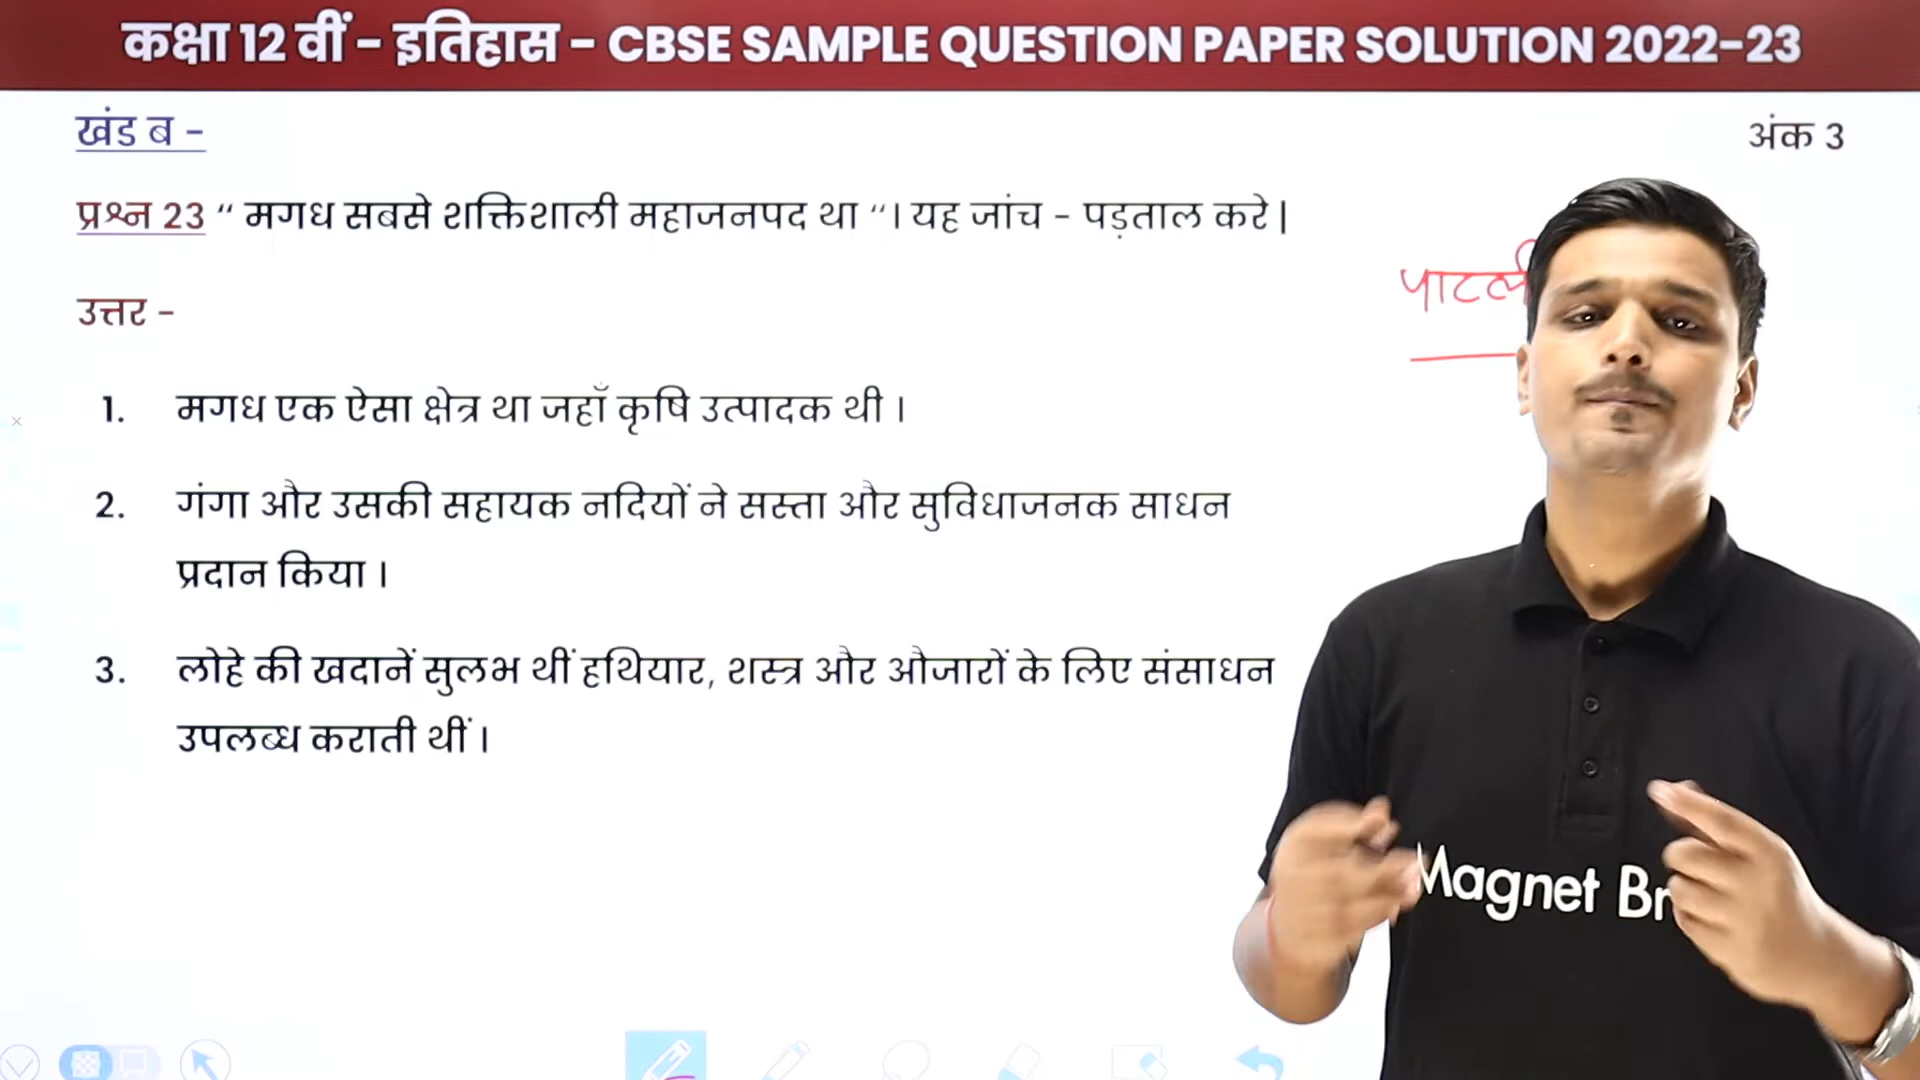 कक्षा 12 वीं – इतिहास – CBSE SAMPLE QUESTION PAPER SOLUTION 2022-23
खंड ब –
अंक 3
प्रश्न 23 “ मगध सबसे शक्तिशाली महाजनपद था “। यह जांच – पड़ताल करे |
उत्तर –
1. मगध एक ऐसा क्षेत्र था जहाँ कृषि उत्पादक थी ।
2. गंगा और उसकी सहायक नदियों ने सस्ता और सुविधाजनक साधन
प्रदान किया ।
3. लोहे की खदानें सुलभ थीं हथियार, शस्त्र और औजारों के लिए संसाधन
उपलब्ध कराती थीं ।
Magnet Br